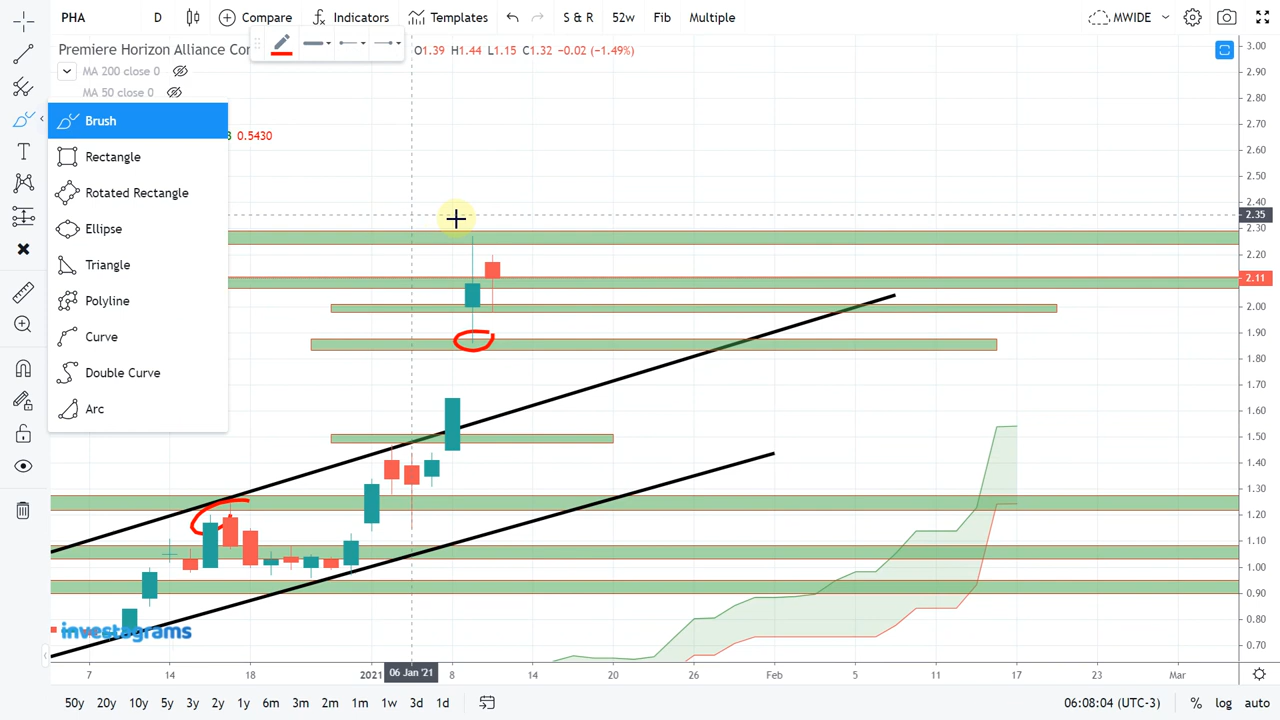 PHA D Compare Indicators Templates S & R 52w Fib Multiple MWIDE
Premiere Horizon Alliance Cor O1.39 H1.44 L1.15 C1.32 −0.02 (−1.49%)
MA 200 close 0
MA 50 close 0
0.5430
Brush
Rectangle
Rotated Rectangle
Ellipse
Triangle
Polyline
Curve
Double Curve
Arc
3.00
2.90
2.80
2.70
2.60
2.50
2.40
2.35
2.30
2.20
2.11
2.00
1.90
1.80
1.70
1.60
1.50
1.40
1.30
1.20
1.10
1.00
0.90
0.80
0.70
investagrams
7 14 18 2021 06 Jan '21 8 14 20 26 Feb 5 11 17 Mar
50y 20y 10y 5y 3y 2y 1y 6m 3m 2m 1m 1w 3d 1d 06:08:04 (UTC-3) % log auto